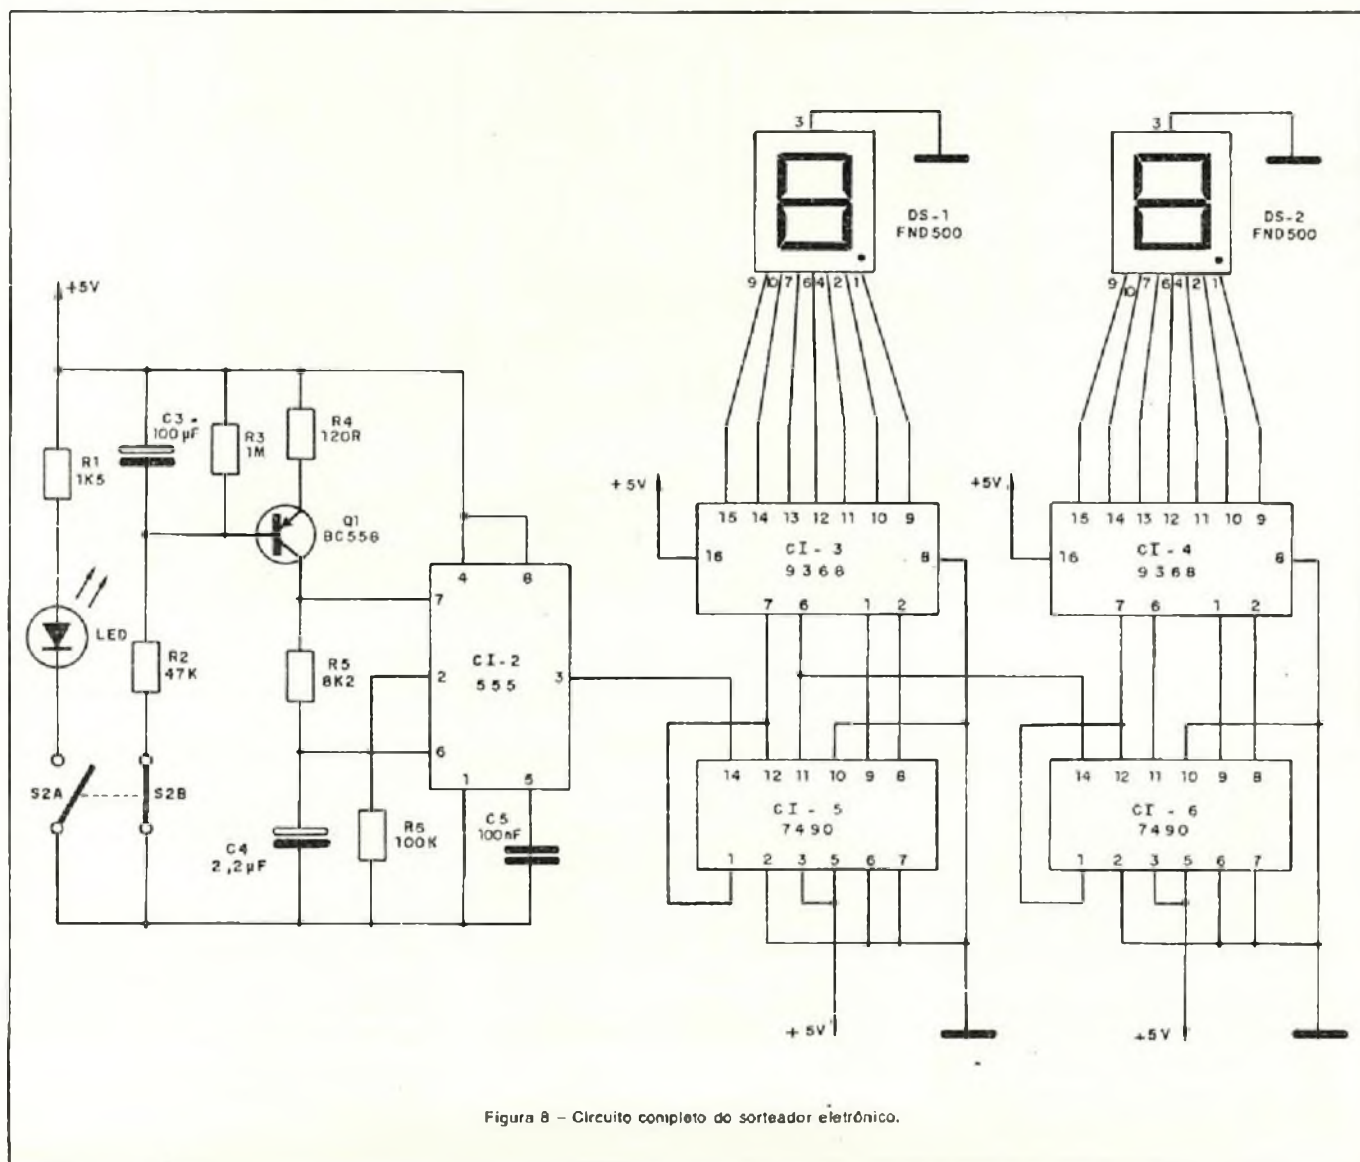 3
DS-1
FND500
9 10 7 6 4 2 1
3
DS-2
FND500
9 10 7 6 4 2 1
+5V
C3
100µF
R3
1M
R4
120R
R1
1K5
Q1
BC558
LED
R2
47K
R5
8K2
S2A
S2B
C4
2,2µF
R6
100K
C5
100nF
4 8
7
2
6
CI-2
555
3
1 5
+5V
15 14 13 12 11 10 9
16
CI-3
9368
8
7 6 1 2
14 12 11 10 9 8
CI-5
7490
1 2 3 5 6 7
+5V
+5V
15 14 13 12 11 10 9
16
CI-4
9368
8
7 6 1 2
14 12 11 10 9 8
CI-6
7490
1 2 3 5 6 7
+5V
Figura 8 – Circuito completo do sorteador eletrônico.